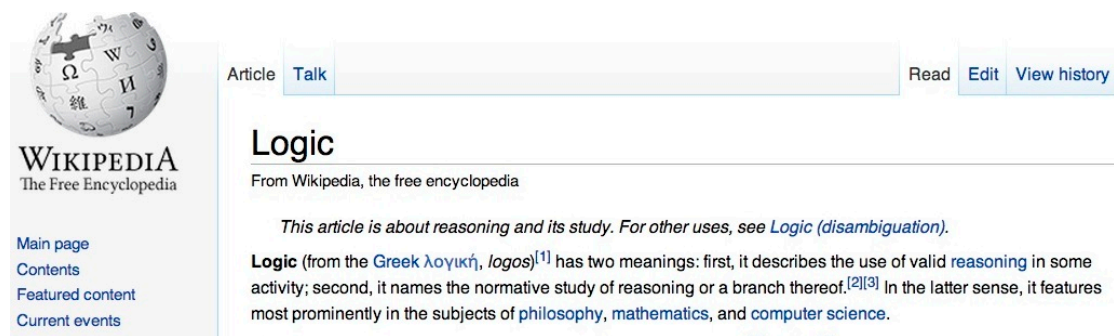 Article Talk Read Edit View history
WIKIPEDIA
The Free Encyclopedia
Main page
Contents
Featured content
Current events
Logic
From Wikipedia, the free encyclopedia
This article is about reasoning and its study. For other uses, see Logic (disambiguation).
Logic (from the Greek λογική, logos)[1] has two meanings: first, it describes the use of valid reasoning in some
activity; second, it names the normative study of reasoning or a branch thereof.[2][3] In the latter sense, it features
most prominently in the subjects of philosophy, mathematics, and computer science.